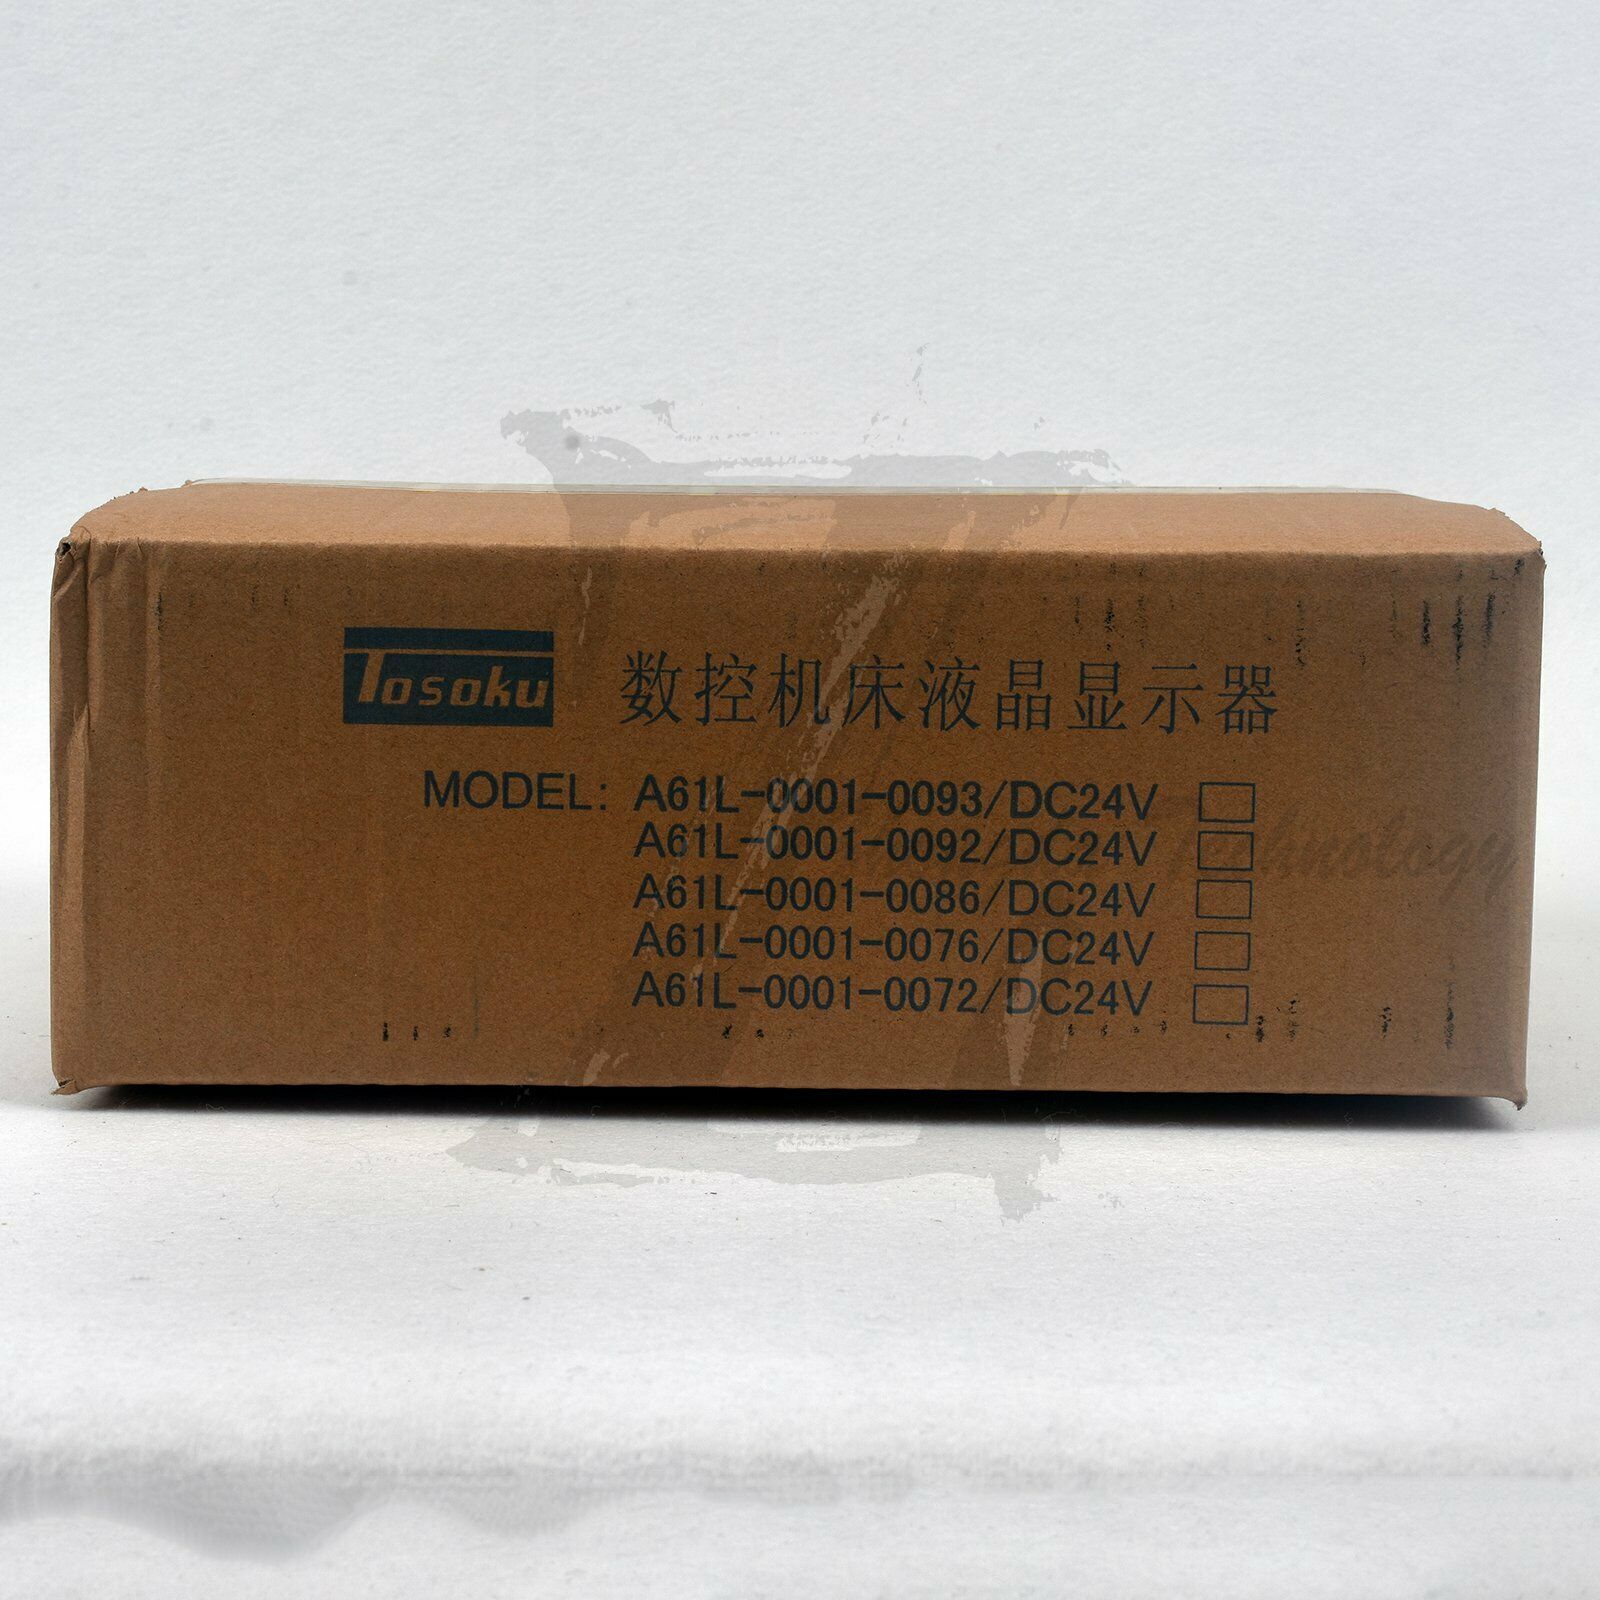 Tosoku 数控机床液晶显示器
MODEL: A61L-0001-0093/DC24V
A61L-0001-0092/DC24V
A61L-0001-0086/DC24V
A61L-0001-0076/DC24V
A61L-0001-0072/DC24V
Technology